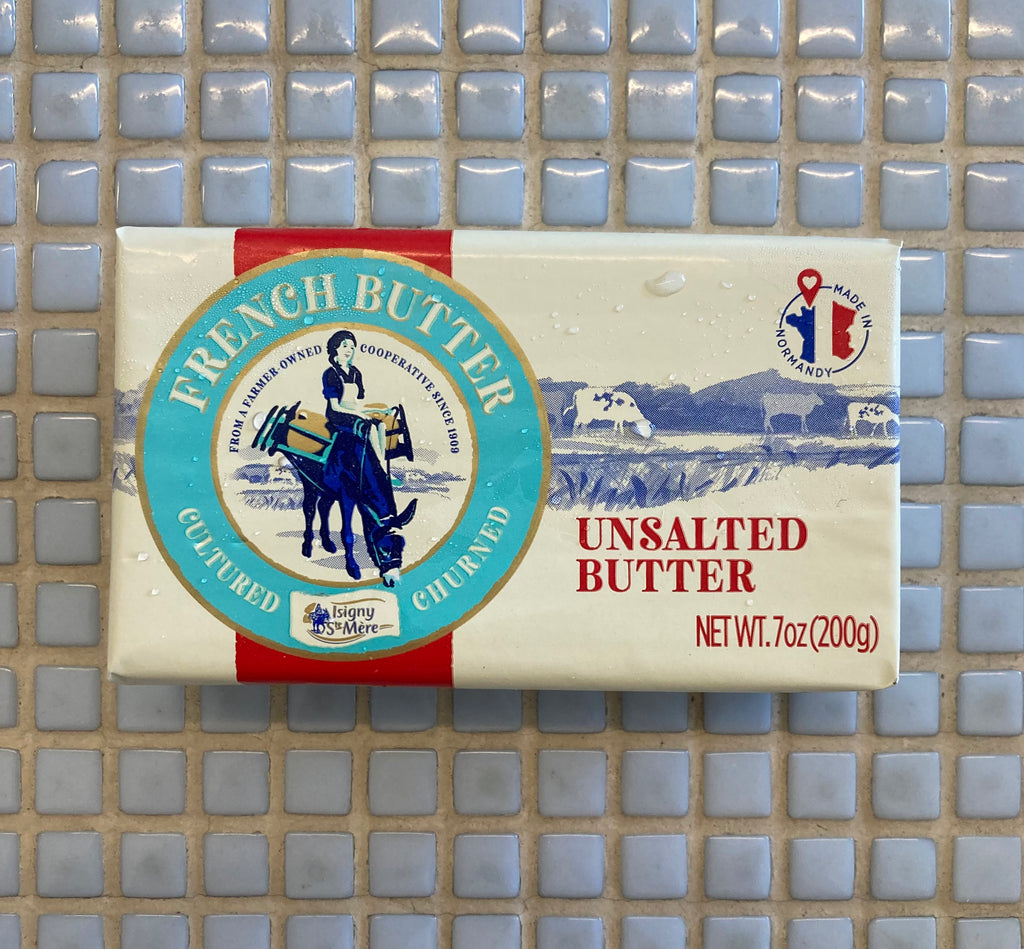 FRENCH BUTTER
FROM A FARMER-OWNED COOPERATIVE SINCE 1909
CULTURED CHURNED
Isigny
Ste Mère
MADE IN
NORMANDY
UNSALTED
BUTTER
NET WT. 7oz (200g)